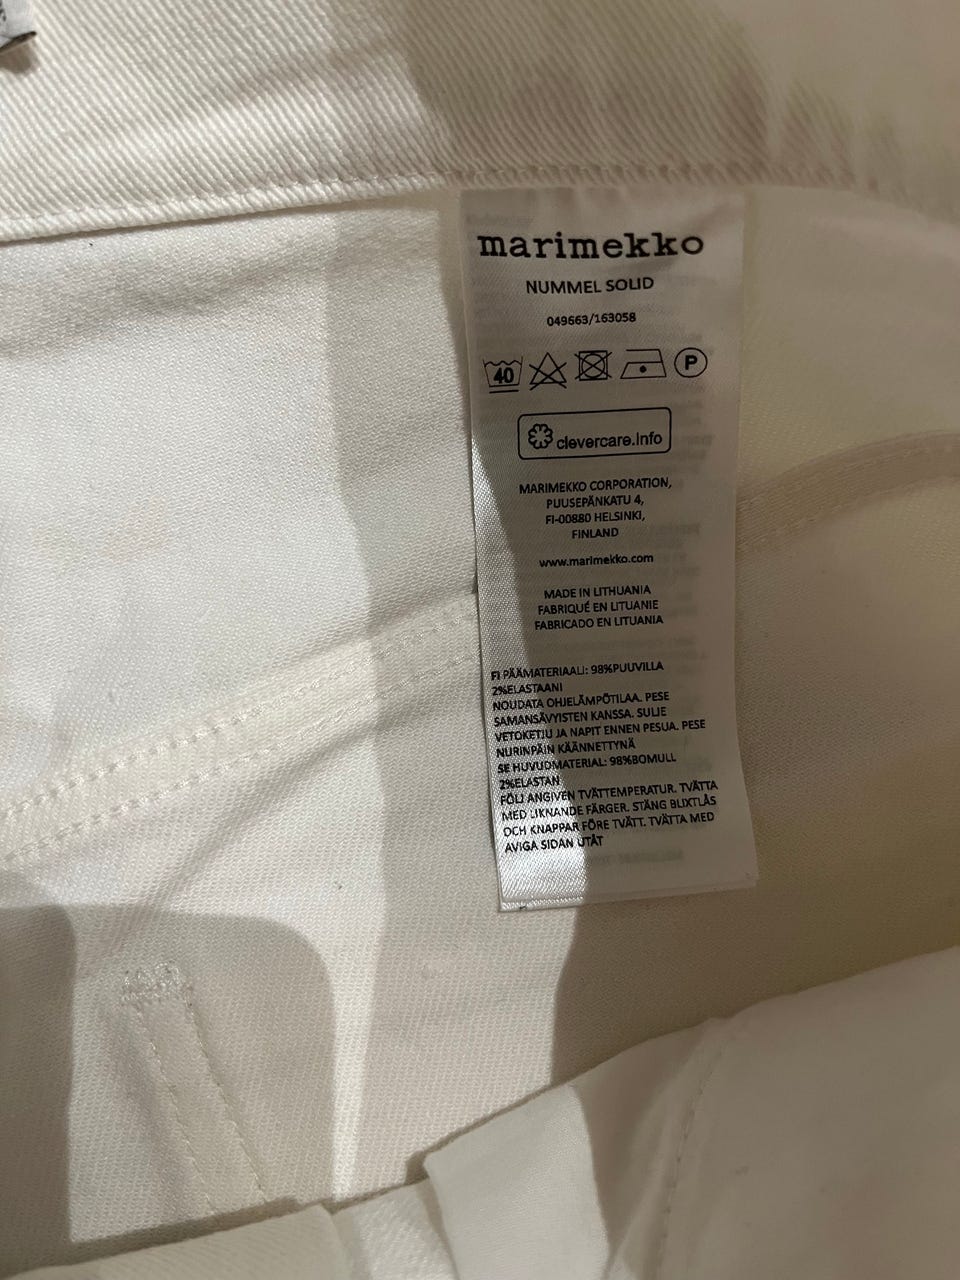 marimekko
NUMMEL SOLID
049663/163058
40
P
clevercare.info
MARIMEKKO CORPORATION,
PUUSEPÄNKATU 4,
FI-00880 HELSINKI,
FINLAND
www.marimekko.com
MADE IN LITHUANIA
FABRIQUÉ EN LITUANIE
FABRICADO EN LITUANIA
FI PÄÄMATERIAALI: 98%PUUVILLA
2%ELASTAANI
NOUDATA OHJELÄMPÖTILAA. PESE
SAMANSÄVYISTEN KANSSA. SULJE
VETOKETJU JA NAPIT ENNEN PESUA. PESE
NURINPÄIN KÄÄNNETTYNÄ
SE HUVUDMATERIAL: 98%BOMULL
2%ELASTAN
FÖLJ ANGIVEN TVÄTTEMPERATUR. TVÄTTA
MED LIKNANDE FÄRGER. STÄNG BLIXTLÅS
OCH KNAPPAR FÖRE TVÄTT. TVÄTTA MED
AVIGA SIDAN UTÅT